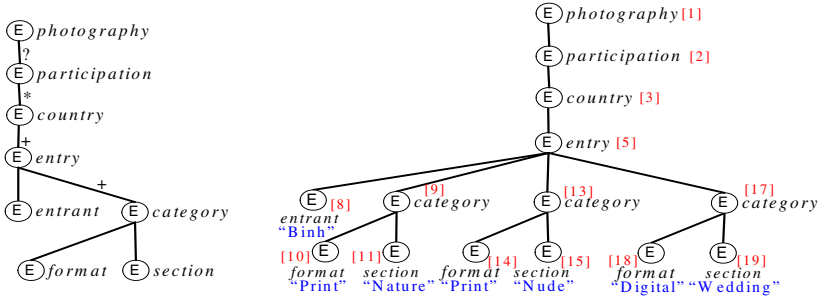 E photography
?
E participation
*
E country
+
E entry
+
E entrant
E category
E format
E section
E photography [1]
E participation [2]
E country [3]
E entry [5]
E [8]
entrant
"Binh"
E [9] category
E [13] category
E [17] category
[10] E
format
"Print"
[11] E
section
"Nature"
E [14]
format
"Print"
E [15]
section
"Nude"
[18] E
format
"Digital"
E [19]
section
"Wedding"